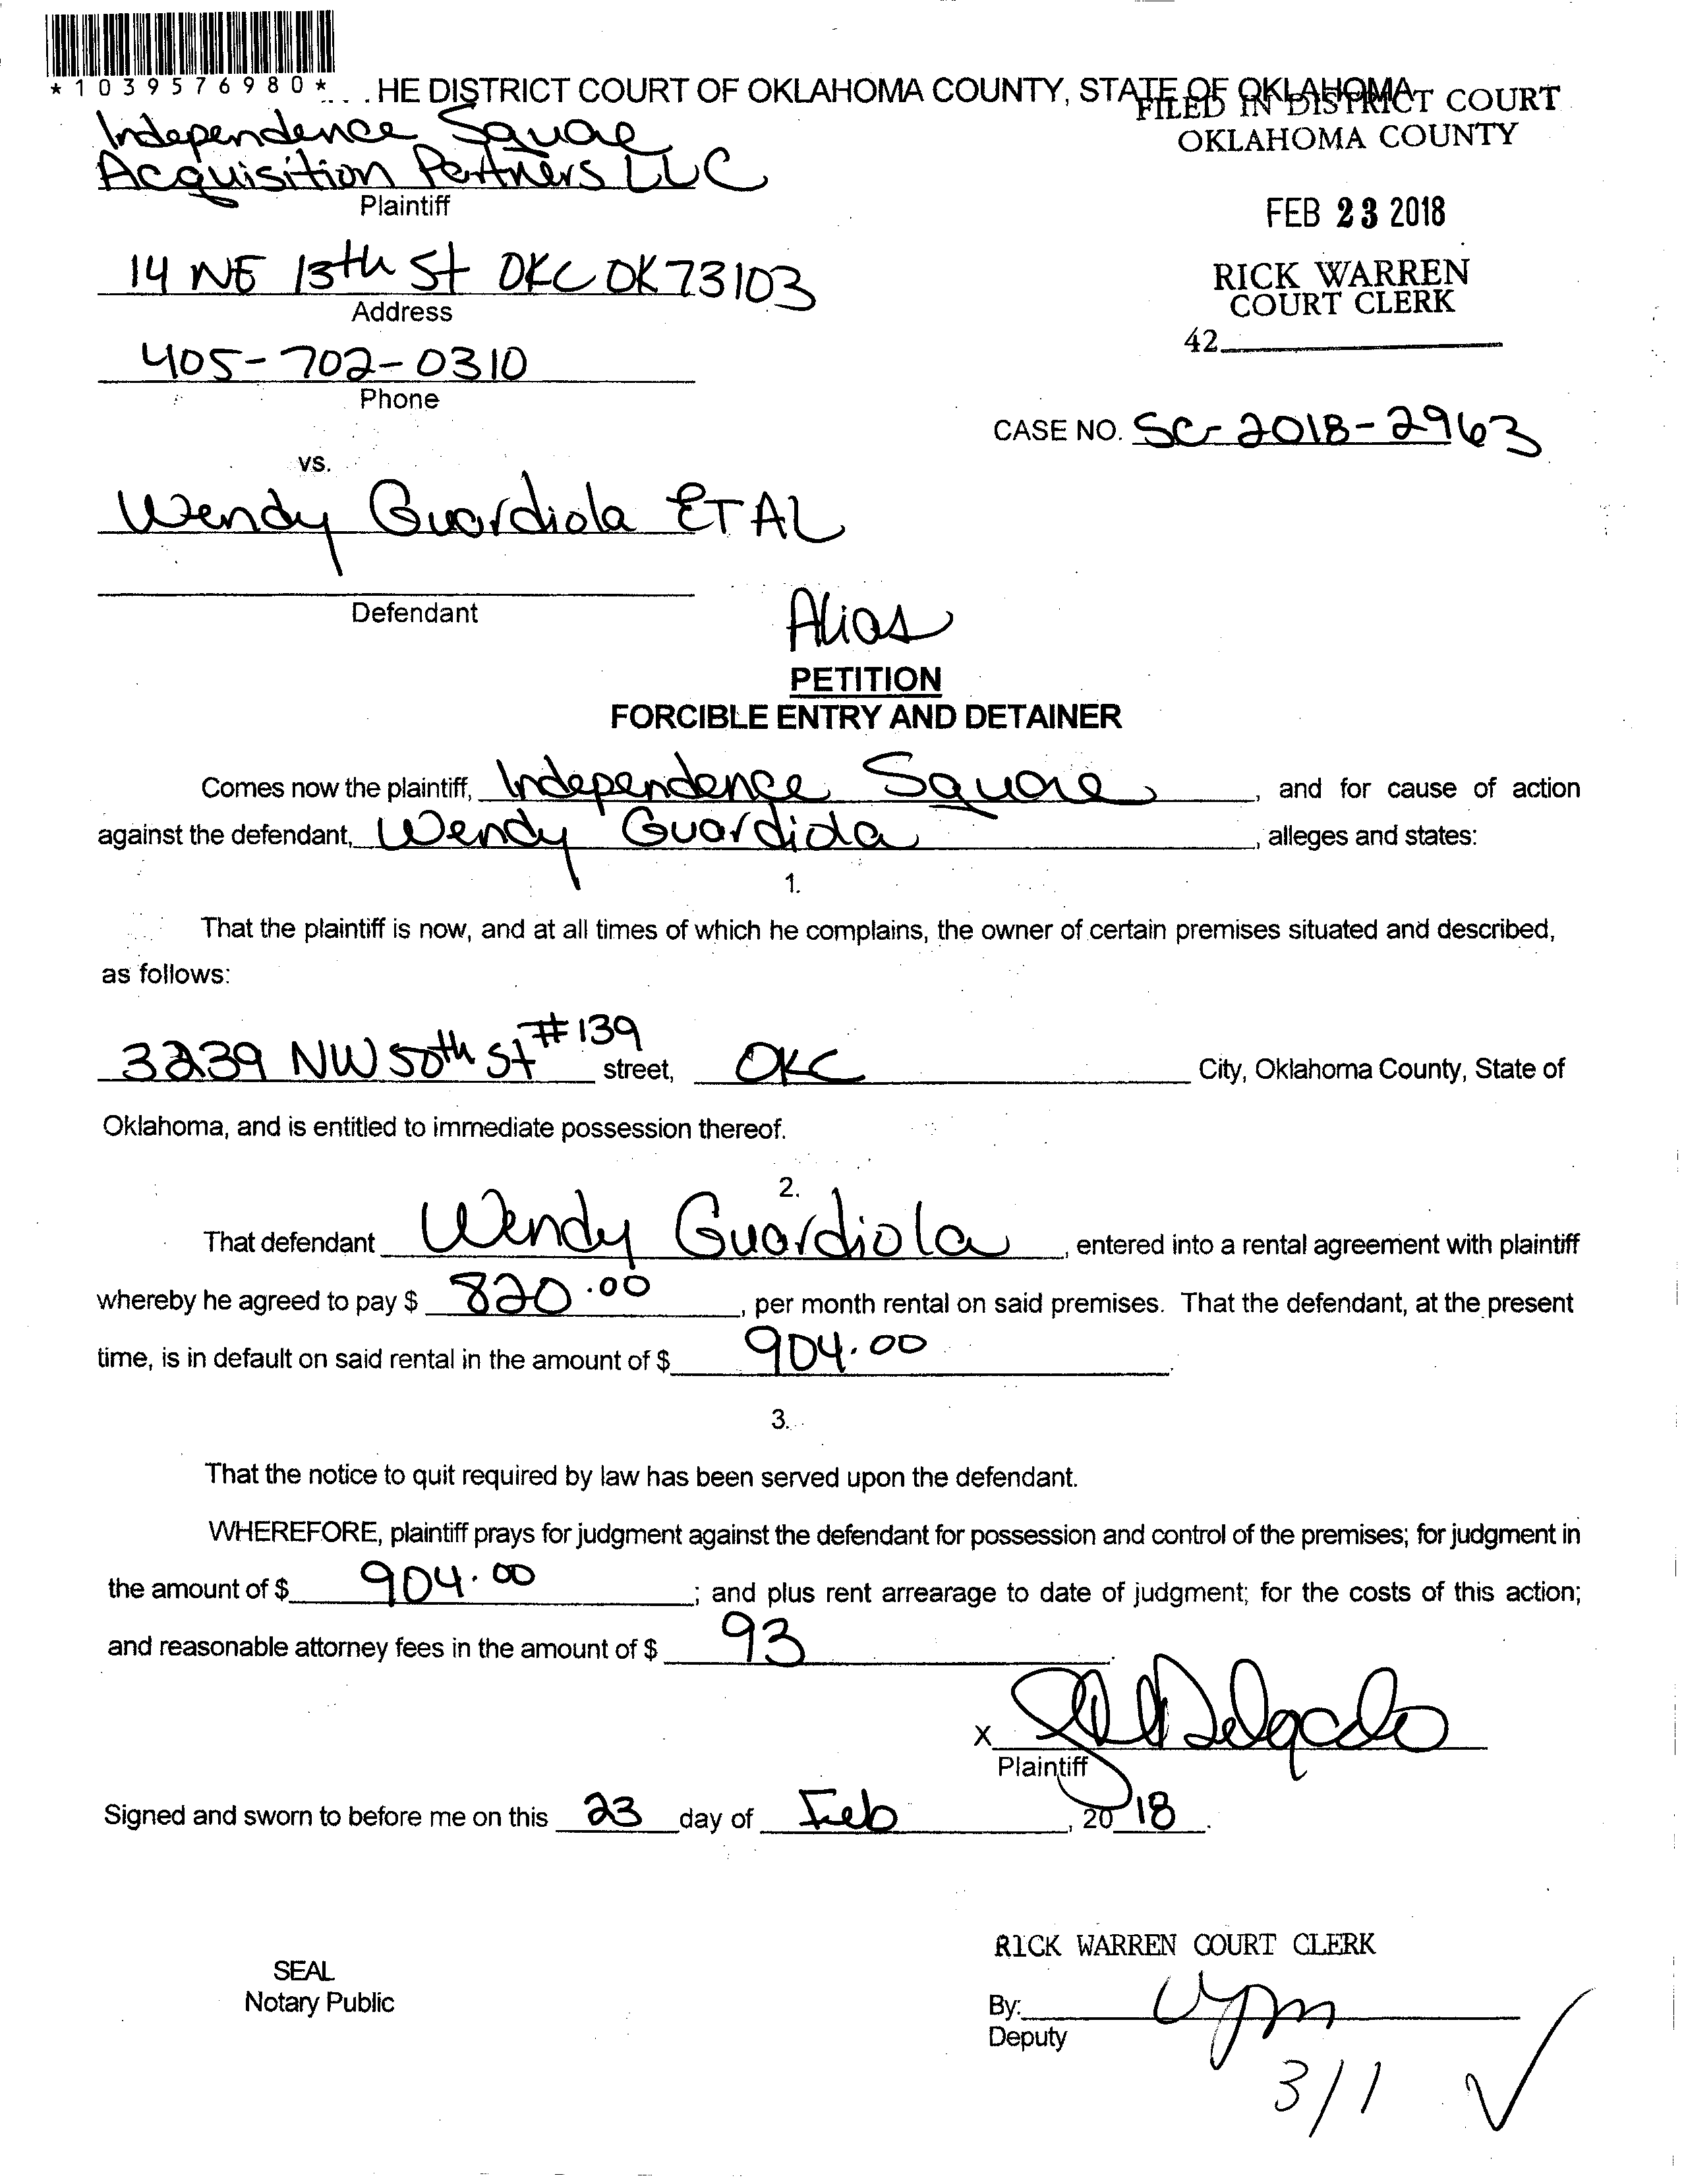 *1039576980*
HE DISTRICT COURT OF OKLAHOMA COUNTY, STATE OF OKLAHOMA
FILED IN DISTRICT COURT
OKLAHOMA COUNTY
FEB 23 2018
RICK WARREN
COURT CLERK
42
Independence Square
Acquisition Partners LLC
Plaintiff
14 NE 13th St OKC OK 73103
Address
405-702-0310
Phone
CASE NO. SC-2018-2963
vs.
Wendy Guardiola ET AL
Defendant
Alias
PETITION
FORCIBLE ENTRY AND DETAINER
Comes now the plaintiff, Independence Square, and for cause of action
against the defendant, Wendy Guardiola, alleges and states:
1.
That the plaintiff is now, and at all times of which he complains, the owner of certain premises situated and described,
as follows:
3239 NW 50th St #139 street, OKC City, Oklahoma County, State of
Oklahoma, and is entitled to immediate possession thereof.
2.
That defendant Wendy Guardiola, entered into a rental agreement with plaintiff
whereby he agreed to pay $ 820.00, per month rental on said premises. That the defendant, at the present
time, is in default on said rental in the amount of $ 904.00.
3.
That the notice to quit required by law has been served upon the defendant.
WHEREFORE, plaintiff prays for judgment against the defendant for possession and control of the premises; for judgment in
the amount of $ 904.00; and plus rent arrearage to date of judgment; for the costs of this action;
and reasonable attorney fees in the amount of $ 93.
X Delgado
Plaintiff
Signed and sworn to before me on this 23 day of Feb, 2018.
RICK WARREN COURT CLERK
SEAL
Notary Public
By:
Deputy
3/1